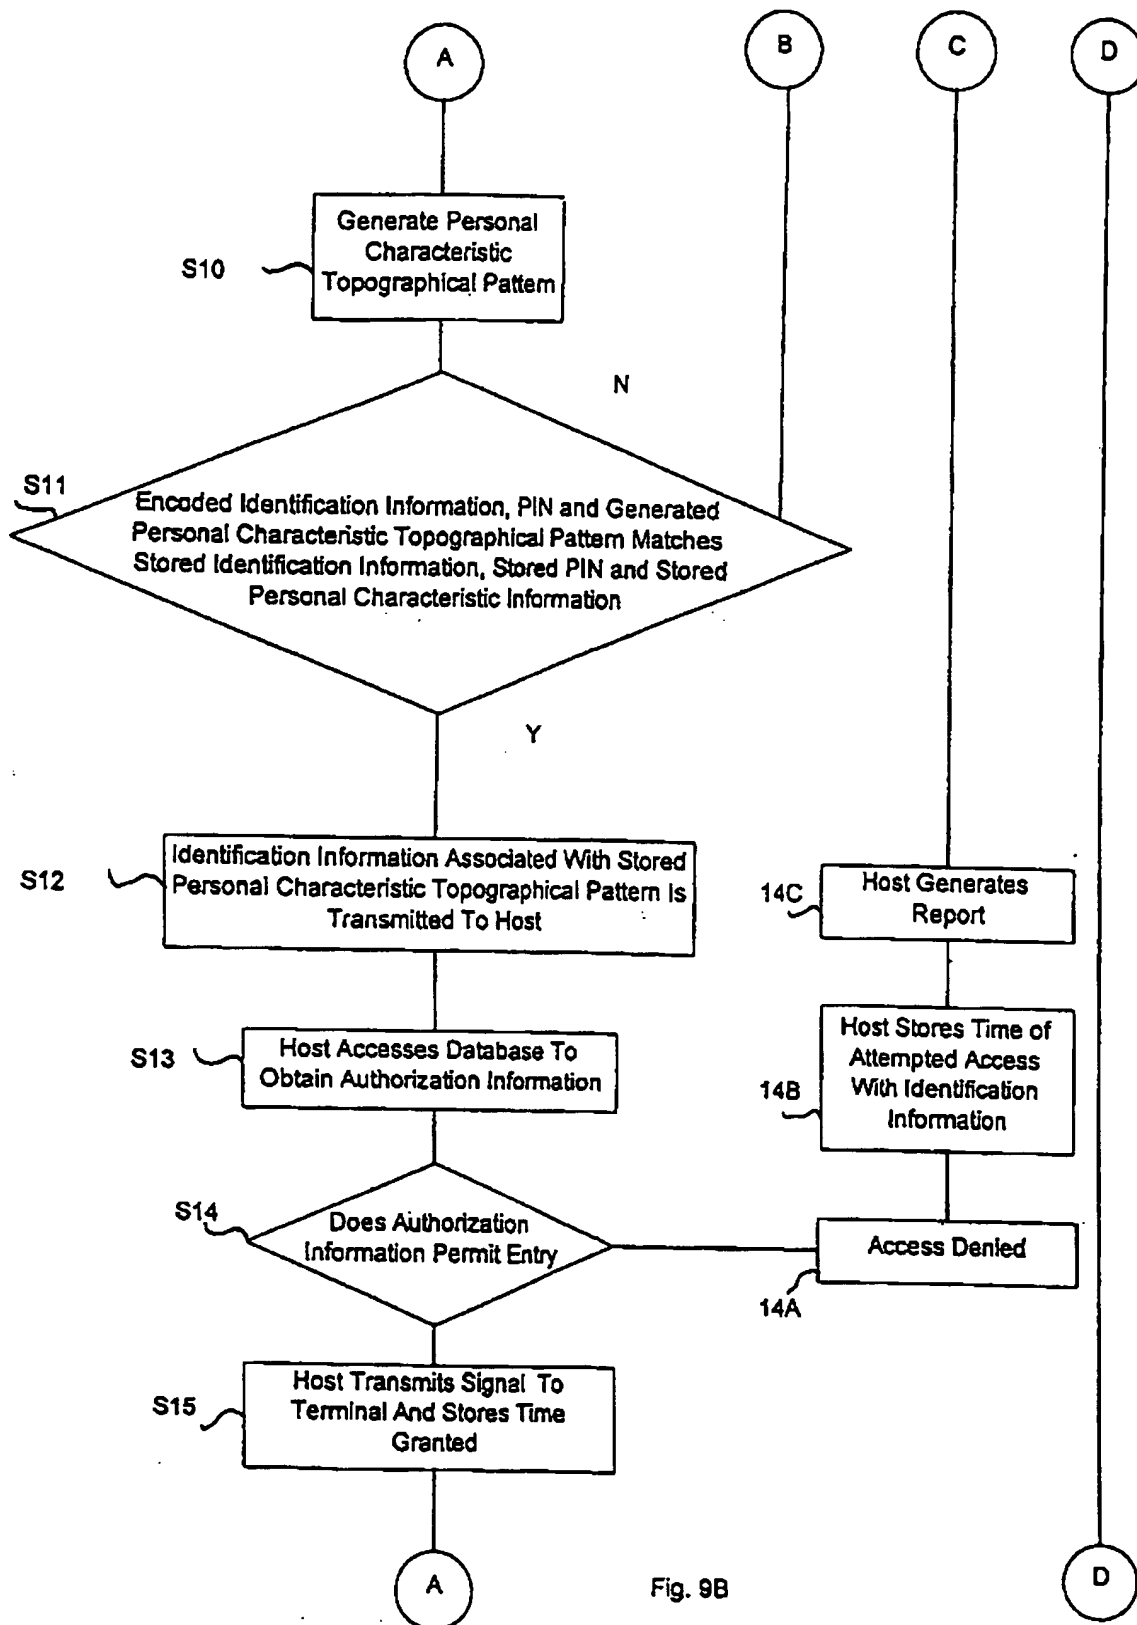 A
B
C
D
Generate Personal
Characteristic
Topographical Pattern
S10
N
S11
Encoded Identification Information, PIN and Generated
Personal Characteristic Topographical Pattern Matches
Stored Identification Information, Stored PIN and Stored
Personal Characteristic Information
Y
S12
Identification Information Associated With Stored
Personal Characteristic Topographical Pattern Is
Transmitted To Host
14C
Host Generates
Report
S13
Host Accesses Database To
Obtain Authorization Information
14B
Host Stores Time of
Attempted Access
With Identification
Information
S14
Does Authorization
Information Permit Entry
Access Denied
14A
S15
Host Transmits Signal To
Terminal And Stores Time
Granted
A
Fig. 9B
D